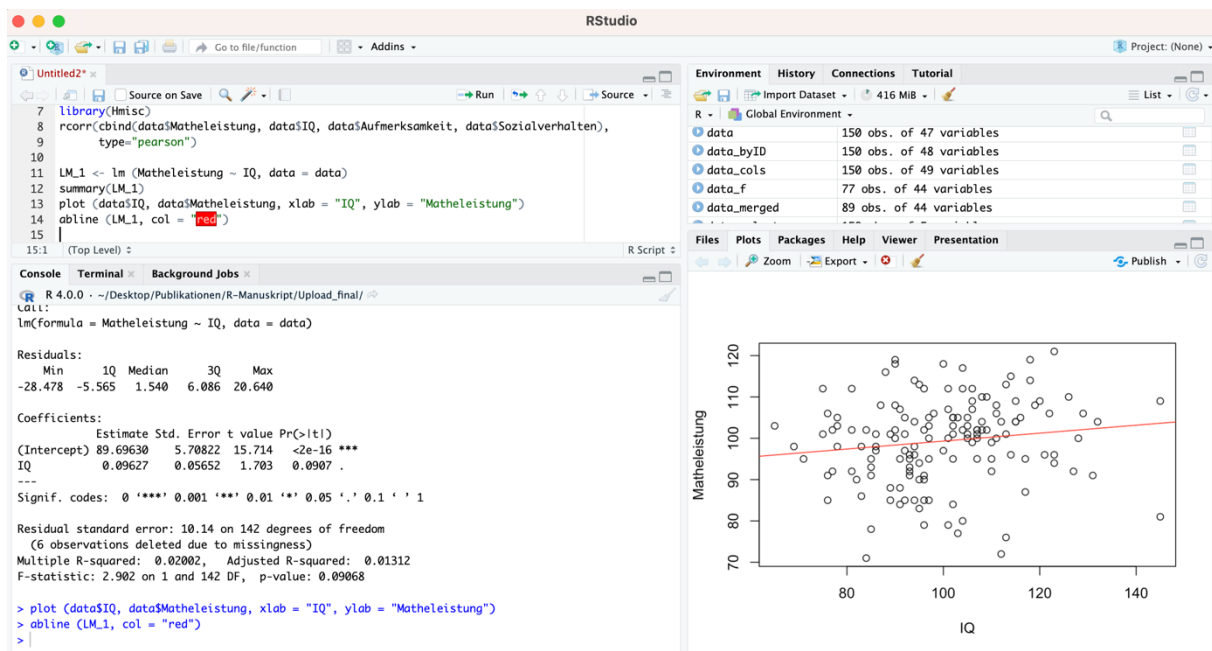 RStudio
Go to file/function
Addins
Project: (None)
Untitled2*
Source on Save
Run
Source
7 library(Hmisc)
8 rcorr(cbind(data$Matheleistung, data$IQ, data$Aufmerksamkeit, data$Sozialverhalten),
9 type="pearson")
10
11 LM_1 <- lm (Matheleistung ~ IQ, data = data)
12 summary(LM_1)
13 plot (data$IQ, data$Matheleistung, xlab = "IQ", ylab = "Matheleistung")
14 abline (LM_1, col = "red")
15
15:1 (Top Level) R Script
Console Terminal Background Jobs
R 4.0.0 · ~/Desktop/Publikationen/R-Manuskript/Upload_final/
Call:
lm(formula = Matheleistung ~ IQ, data = data)
Residuals:
Min 1Q Median 3Q Max
-28.478 -5.565 1.540 6.086 20.640
Coefficients:
Estimate Std. Error t value Pr(>|t|)
(Intercept) 89.69630 5.70822 15.714 <2e-16 ***
IQ 0.09627 0.05652 1.703 0.0907 .
---
Signif. codes: 0 ‘***’ 0.001 ‘**’ 0.01 ‘*’ 0.05 ‘.’ 0.1 ‘ ’ 1
Residual standard error: 10.14 on 142 degrees of freedom
(6 observations deleted due to missingness)
Multiple R-squared: 0.02002, Adjusted R-squared: 0.01312
F-statistic: 2.902 on 1 and 142 DF, p-value: 0.09068
> plot (data$IQ, data$Matheleistung, xlab = "IQ", ylab = "Matheleistung")
> abline (LM_1, col = "red")
>
Environment History Connections Tutorial
Import Dataset 416 MiB List
R Global Environment
data 150 obs. of 47 variables
data_byID 150 obs. of 48 variables
data_cols 150 obs. of 49 variables
data_f 77 obs. of 44 variables
data_merged 89 obs. of 44 variables
Files Plots Packages Help Viewer Presentation
Zoom Export Publish
Matheleistung
120
110
100
90
80
70
80 100 120 140
IQ